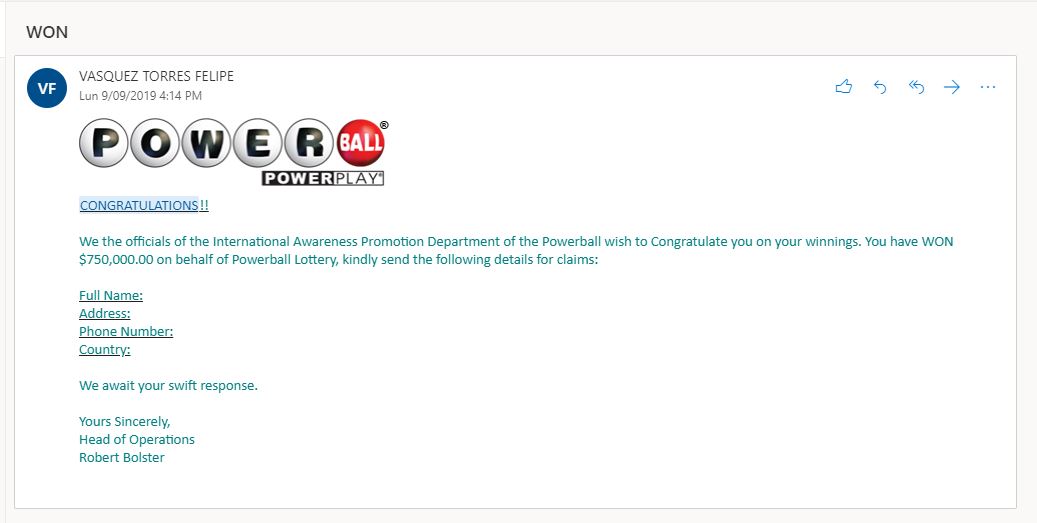 WON
VF
VASQUEZ TORRES FELIPE
Lun 9/09/2019 4:14 PM
POWERBALL®
POWERPLAY®
CONGRATULATIONS!!
We the officials of the International Awareness Promotion Department of the Powerball wish to Congratulate you on your winnings. You have WON
$750,000.00 on behalf of Powerball Lottery, kindly send the following details for claims:
Full Name:
Address:
Phone Number:
Country:
We await your swift response.
Yours Sincerely,
Head of Operations
Robert Bolster